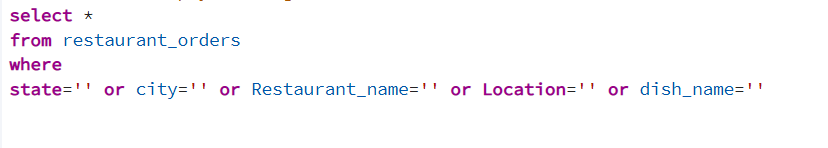 select *
from restaurant_orders
where
state='' or city='' or Restaurant_name='' or Location='' or dish_name=''